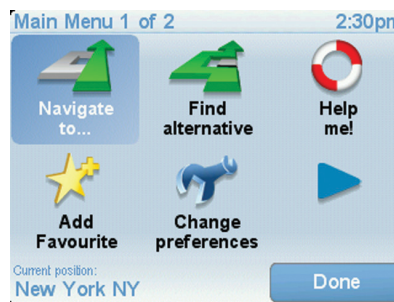 Main Menu 1 of 2 2:30pm
Navigate
to...
Find
alternative
Help
me!
Add
Favourite
Change
preferences
Current position:
New York NY
Done